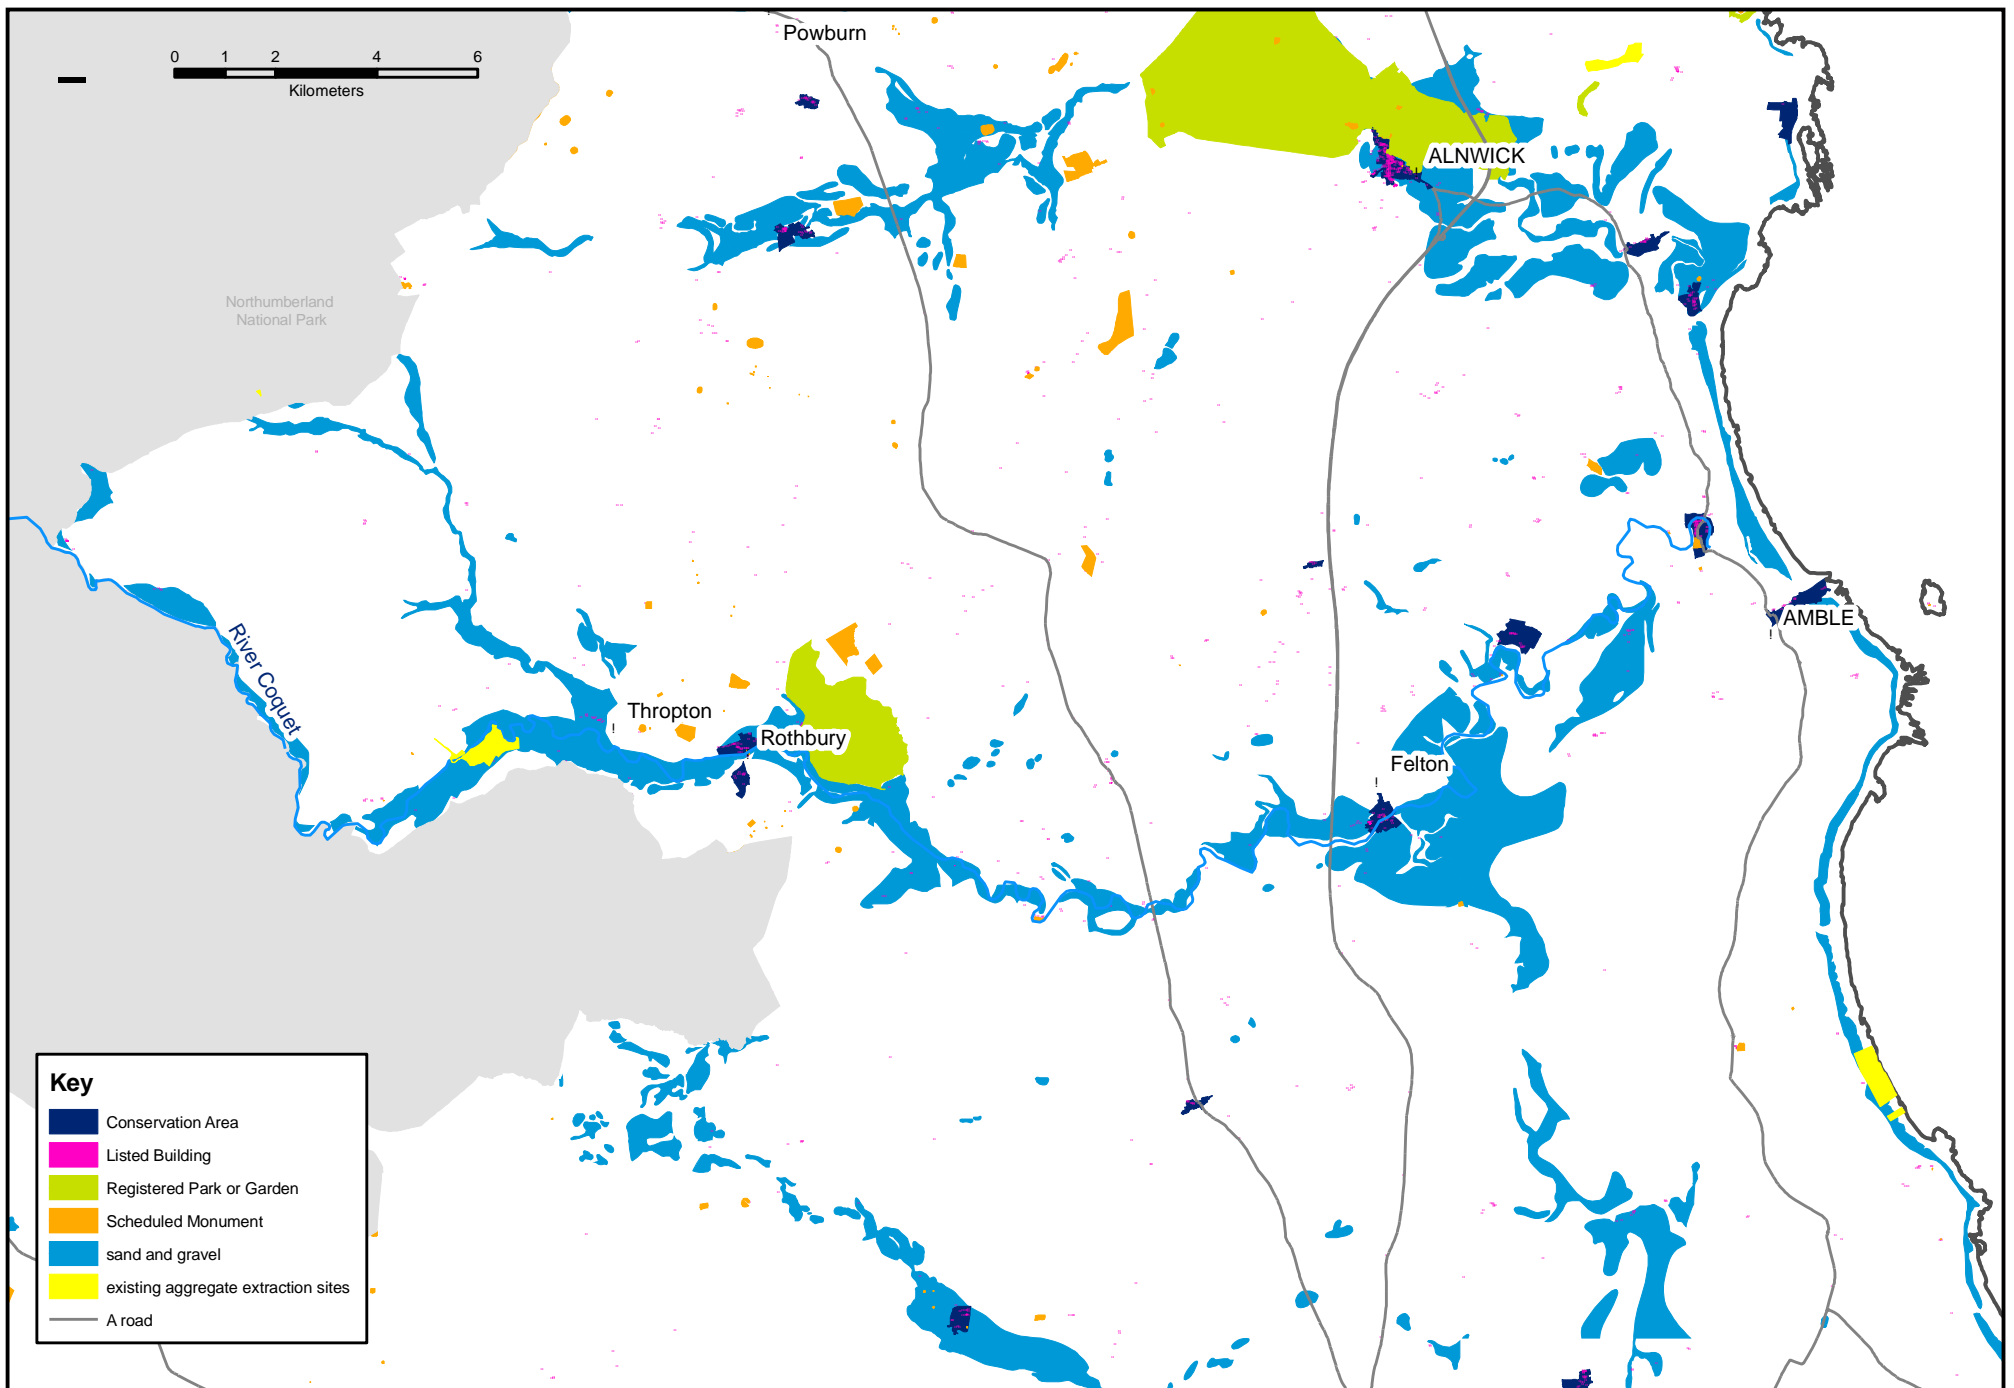 Powburn
0 1 2 4 6
Kilometers
ALNWICK
Northumberland
National Park
River Coquet
AMBLE
Thropton
Rothbury
Felton
Key
Conservation Area
Listed Building
Registered Park or Garden
Scheduled Monument
sand and gravel
existing aggregate extraction sites
A road